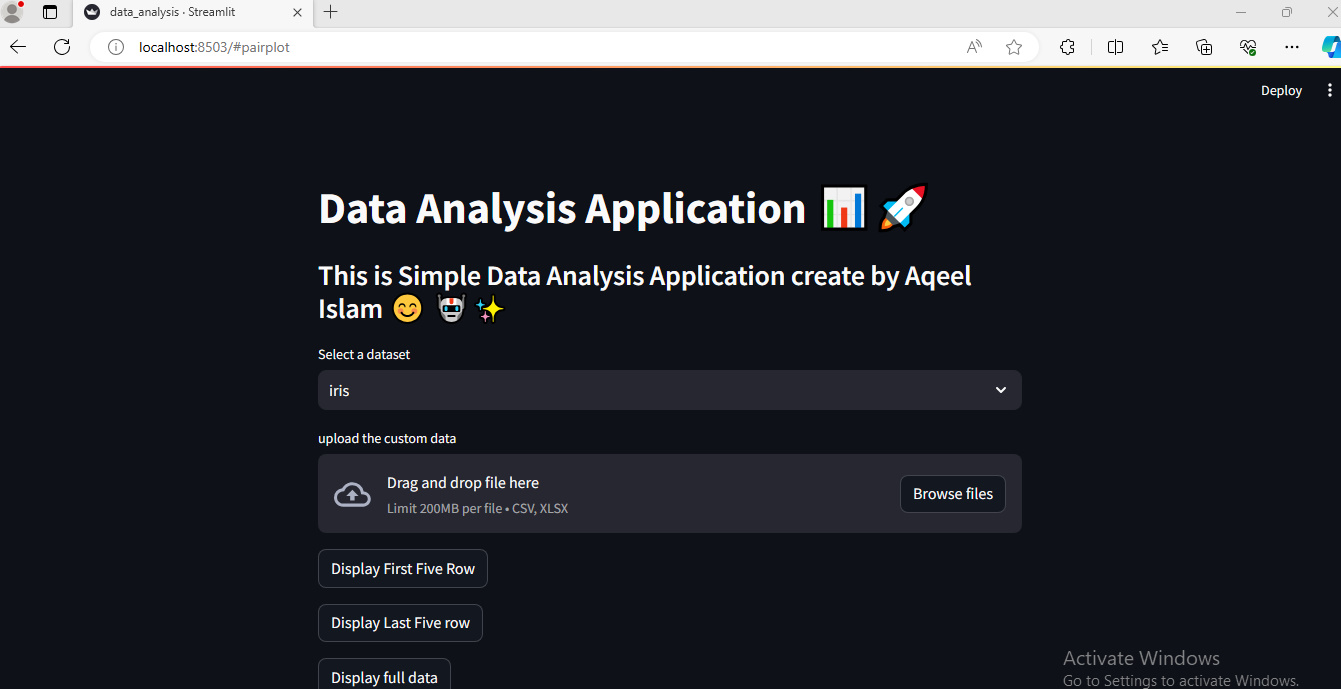 data_analysis · Streamlit
localhost:8503/#pairplot
Deploy
Data Analysis Application 📊 🚀
This is Simple Data Analysis Application create by Aqeel
Islam 😊 🤖 ✨
Select a dataset
iris
upload the custom data
Drag and drop file here
Limit 200MB per file • CSV, XLSX
Browse files
Display First Five Row
Display Last Five row
Display full data
Activate Windows
Go to Settings to activate Windows.